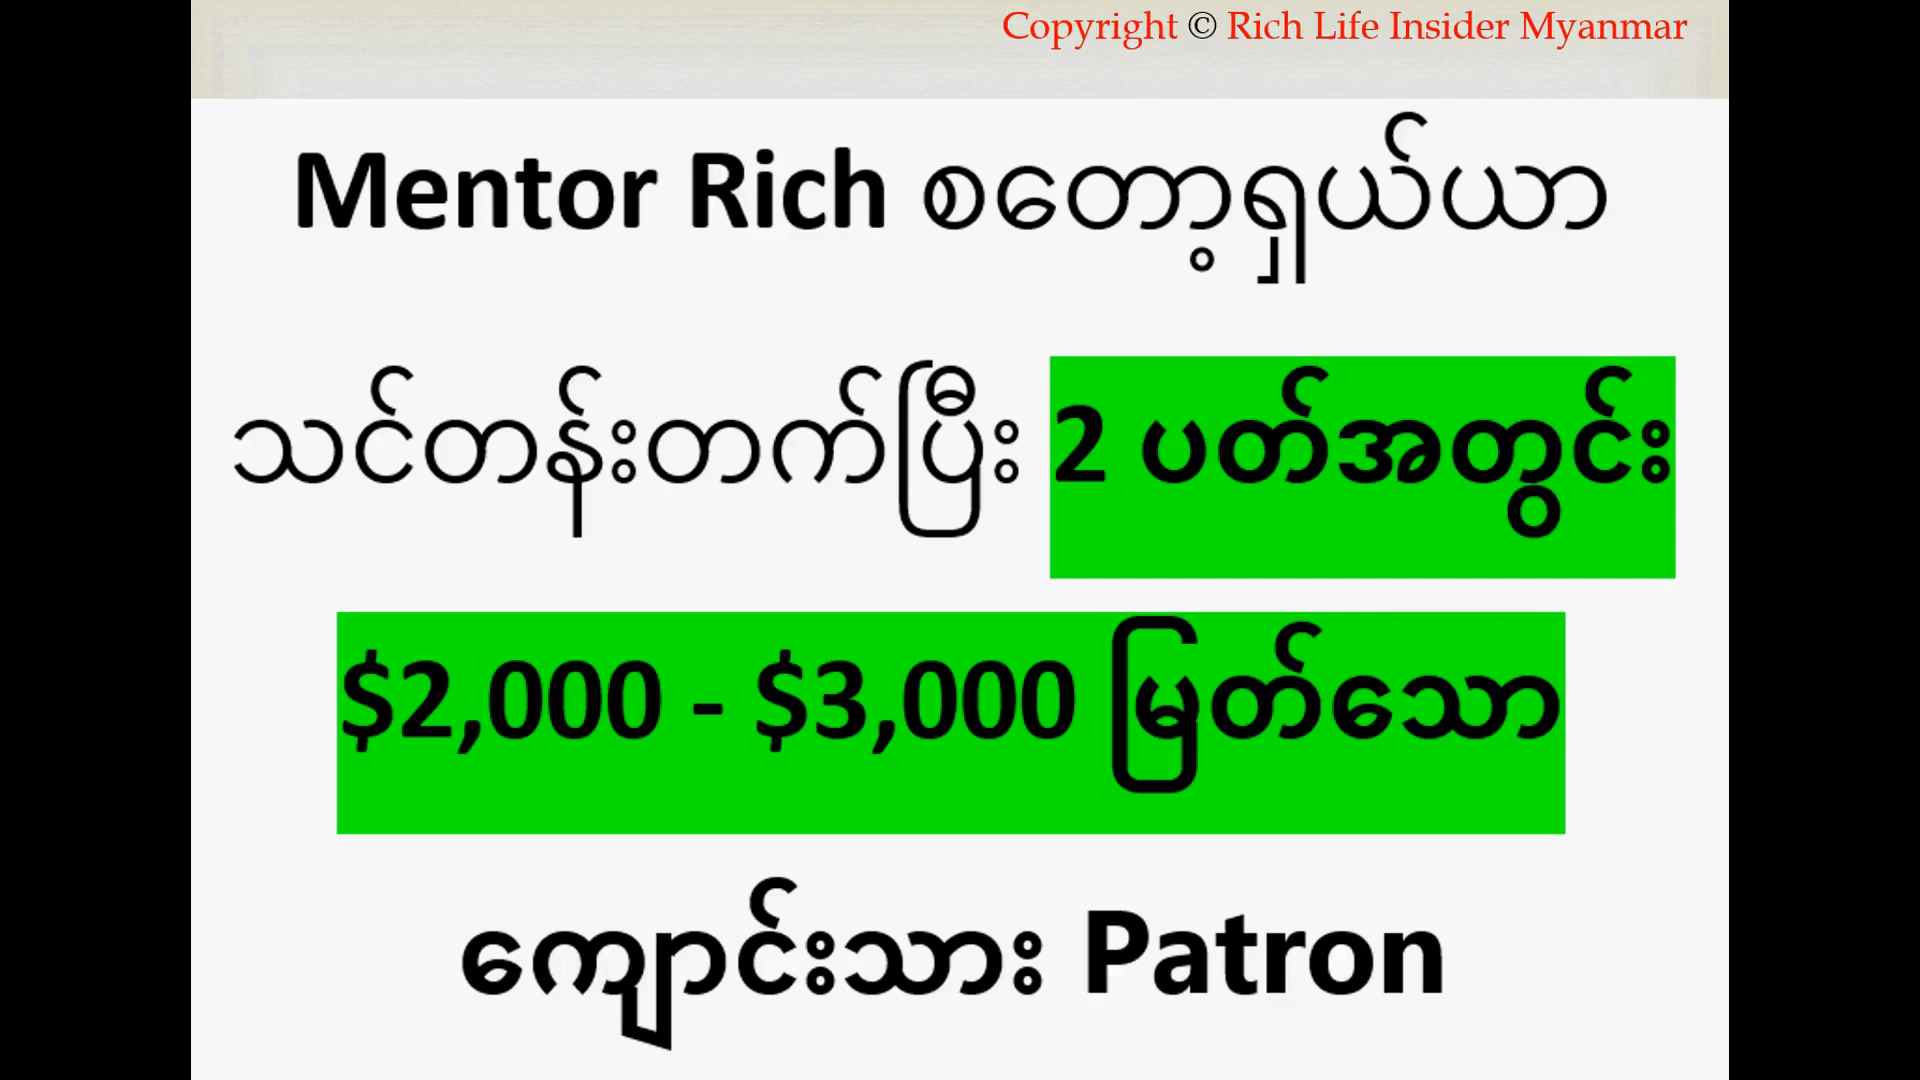 Copyright © Rich Life Insider Myanmar
Mentor Rich စတော့ရှယ်ယာ
သင်တန်းတက်ပြီး 2 ပတ်အတွင်း
$2,000 - $3,000 မြတ်သော
ကျောင်းသား Patron